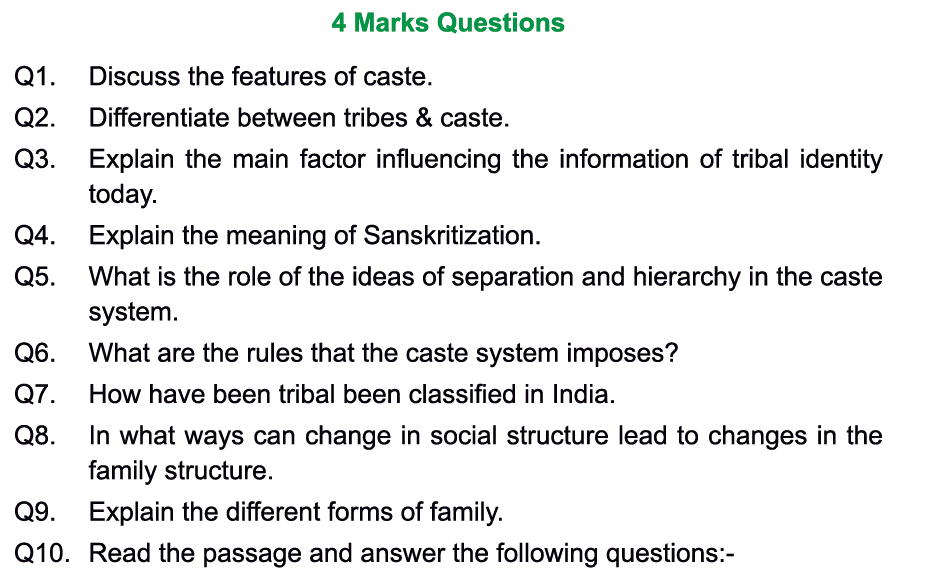 4 Marks Questions
Q1. Discuss the features of caste.
Q2. Differentiate between tribes & caste.
Q3. Explain the main factor influencing the information of tribal identity
today.
Q4. Explain the meaning of Sanskritization.
Q5. What is the role of the ideas of separation and hierarchy in the caste
system.
Q6. What are the rules that the caste system imposes?
Q7. How have been tribal been classified in India.
Q8. In what ways can change in social structure lead to changes in the
family structure.
Q9. Explain the different forms of family.
Q10. Read the passage and answer the following questions:-